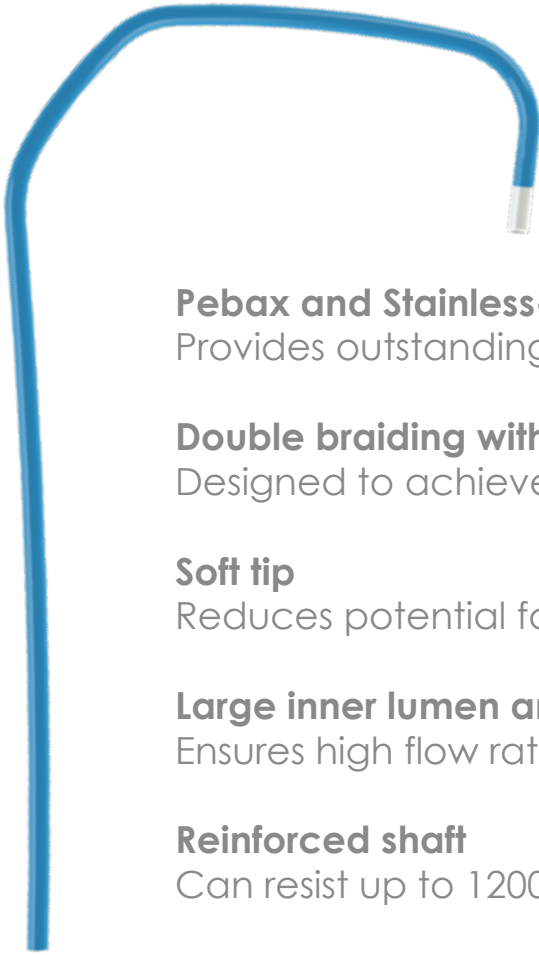 Pebax and Stainless-
Provides outstanding
Double braiding with
Designed to achieve
Soft tip
Reduces potential fo
Large inner lumen an
Ensures high flow rat
Reinforced shaft
Can resist up to 1200